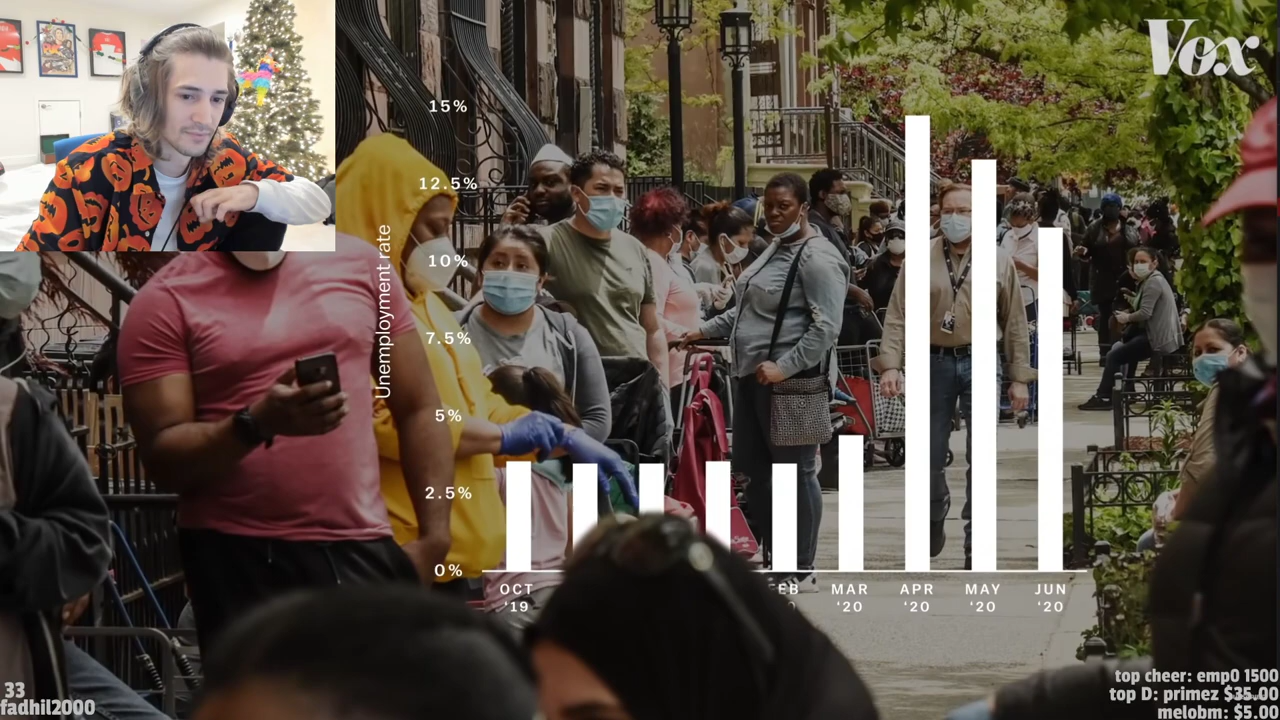 Vox
15%
12.5%
10%
7.5%
5%
2.5%
0%
Unemployment rate
OCT
'19
EB
MAR
'20
APR
'20
MAY
'20
JUN
'20
33
fadhil2000
top cheer: emp0 1500
top D: primez $35.00
melobm: $5.00